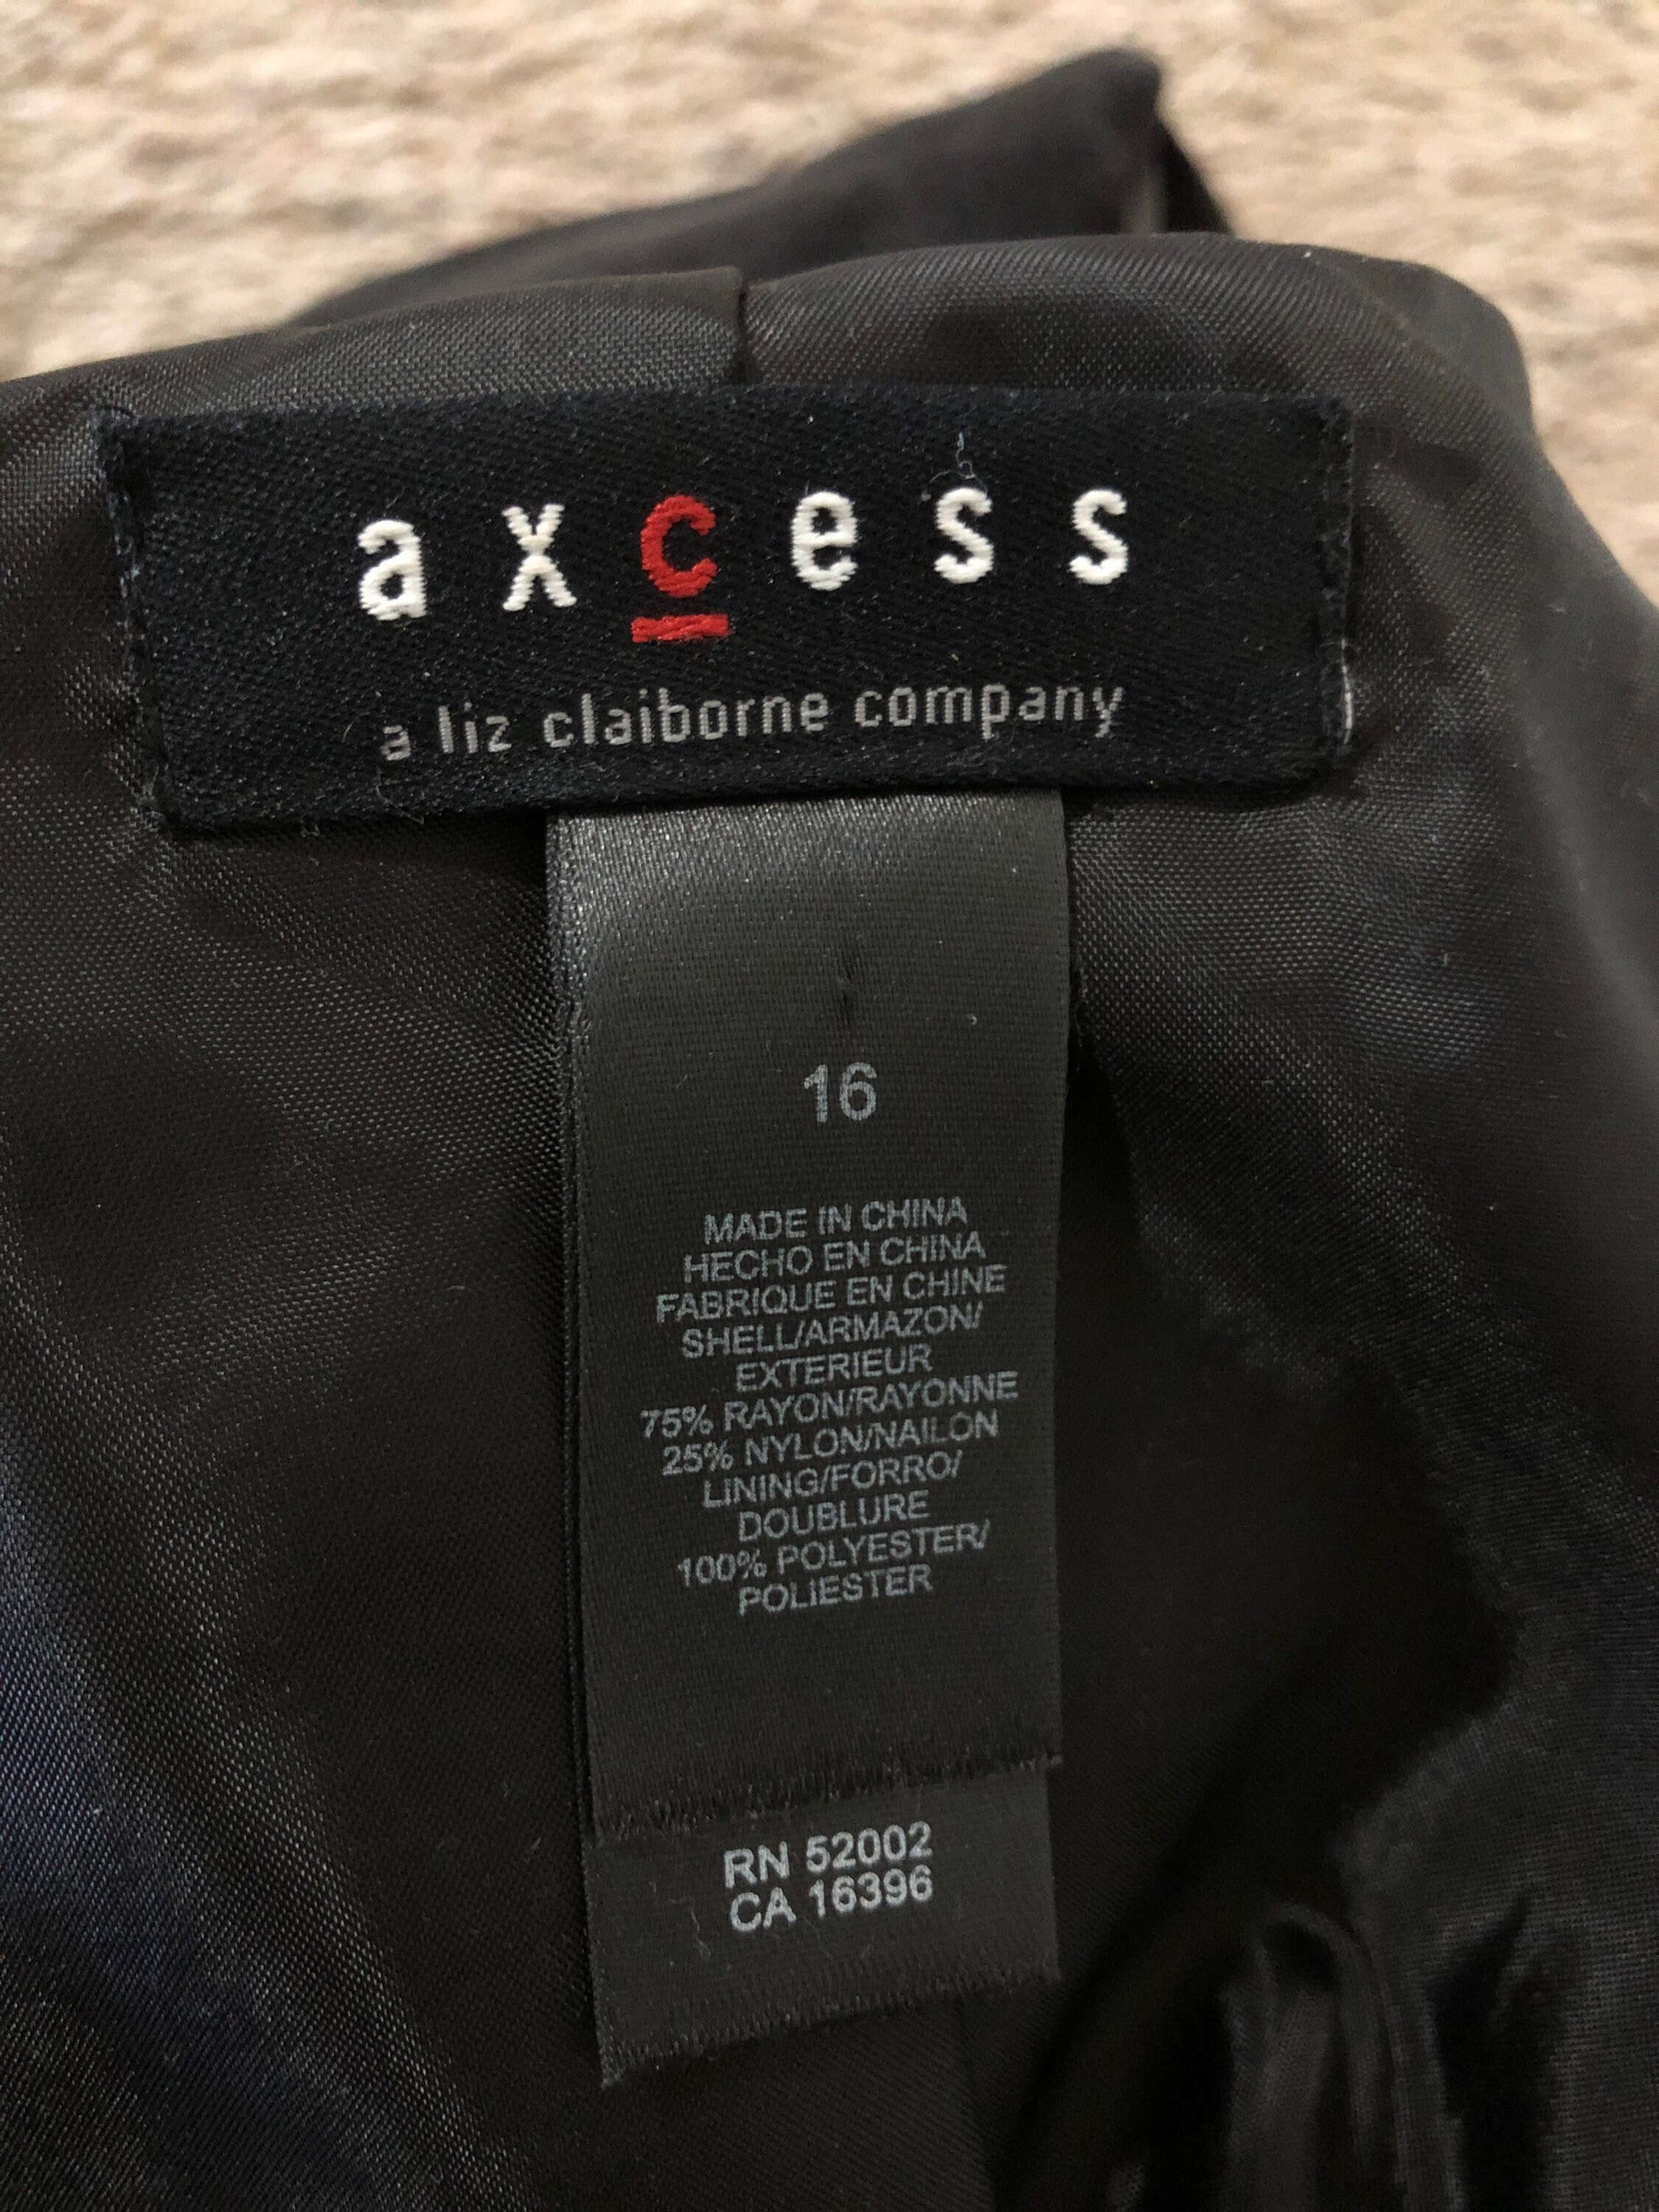 axcess
a liz claiborne company
16
MADE IN CHINA
HECHO EN CHINA
FABRIQUE EN CHINE
SHELL/ARMAZON/
EXTERIEUR
75% RAYON/RAYONNE
25% NYLON/NAILON
LINING/FORRO/
DOUBLURE
100% POLYESTER/
POLIESTER
RN 52002
CA 16396